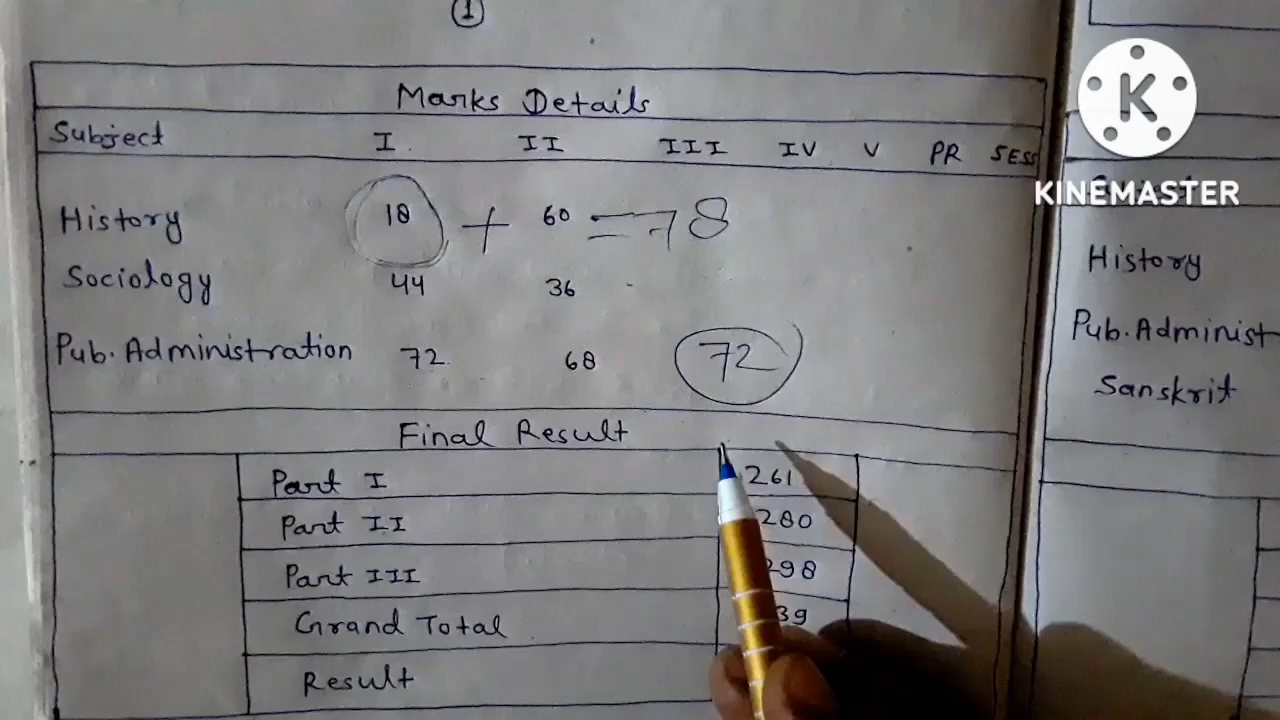 1
Marks Details
Subject I. II III IV V PR SESS
History 18 + 60 = 78
Sociology 44 36
Pub. Administration 72 68 72
Final Result
Part I 261
Part II 280
Part III 298
Grand Total 39
Result
K
KINEMASTER
History
Pub. Administ
Sanskrit